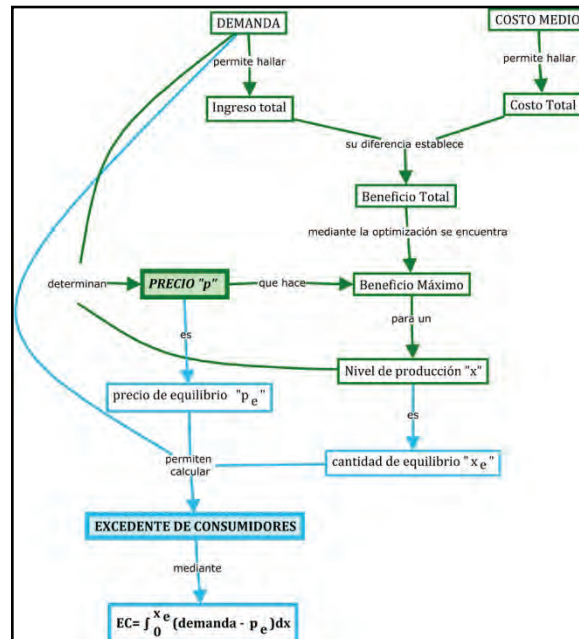 DEMANDA
COSTO MEDIO
permite hallar
permite hallar
Ingreso total
Costo Total
su diferencia establece
Beneficio Total
mediante la optimización se encuentra
determinan
PRECIO "p"
que hace
Beneficio Máximo
es
para un
precio de equilibrio "pe"
Nivel de producción "x"
es
permiten
calcular
cantidad de equilibrio "xe"
EXCEDENTE DE CONSUMIDORES
mediante
EC= ∫0xe (demanda - pe)dx